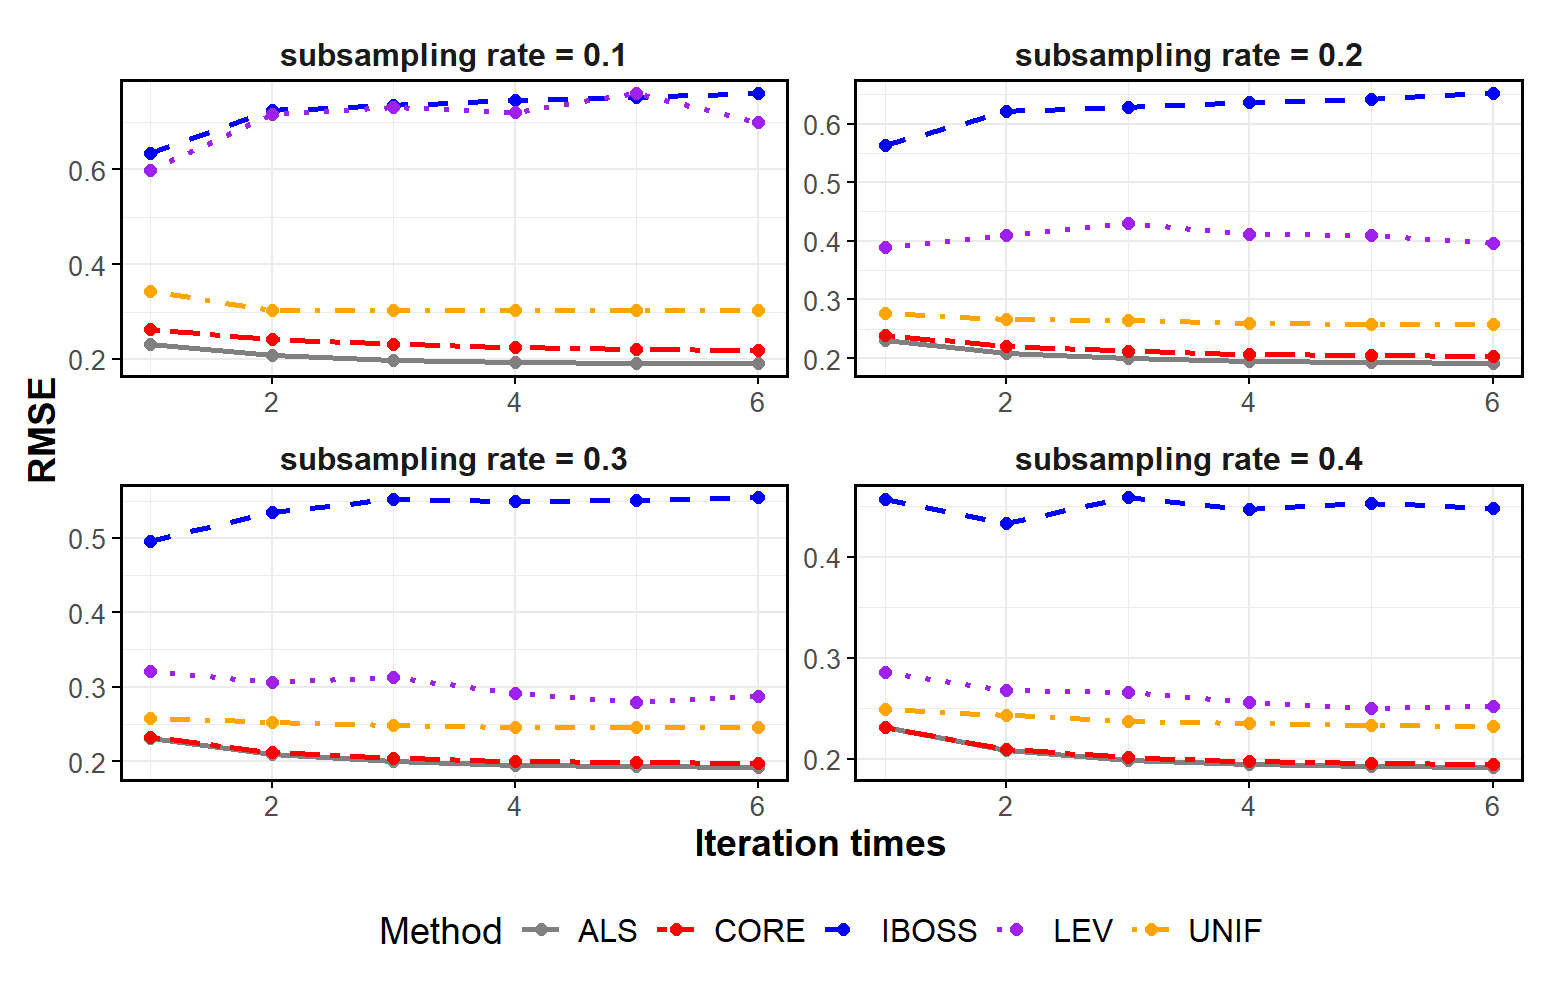 subsampling rate = 0.1
0.6
0.4
0.2
2 4 6
subsampling rate = 0.2
0.6
0.5
0.4
0.3
0.2
2 4 6
RMSE
subsampling rate = 0.3
0.5
0.4
0.3
0.2
2 4 6
subsampling rate = 0.4
0.4
0.3
0.2
2 4 6
Iteration times
Method ALS CORE IBOSS LEV UNIF